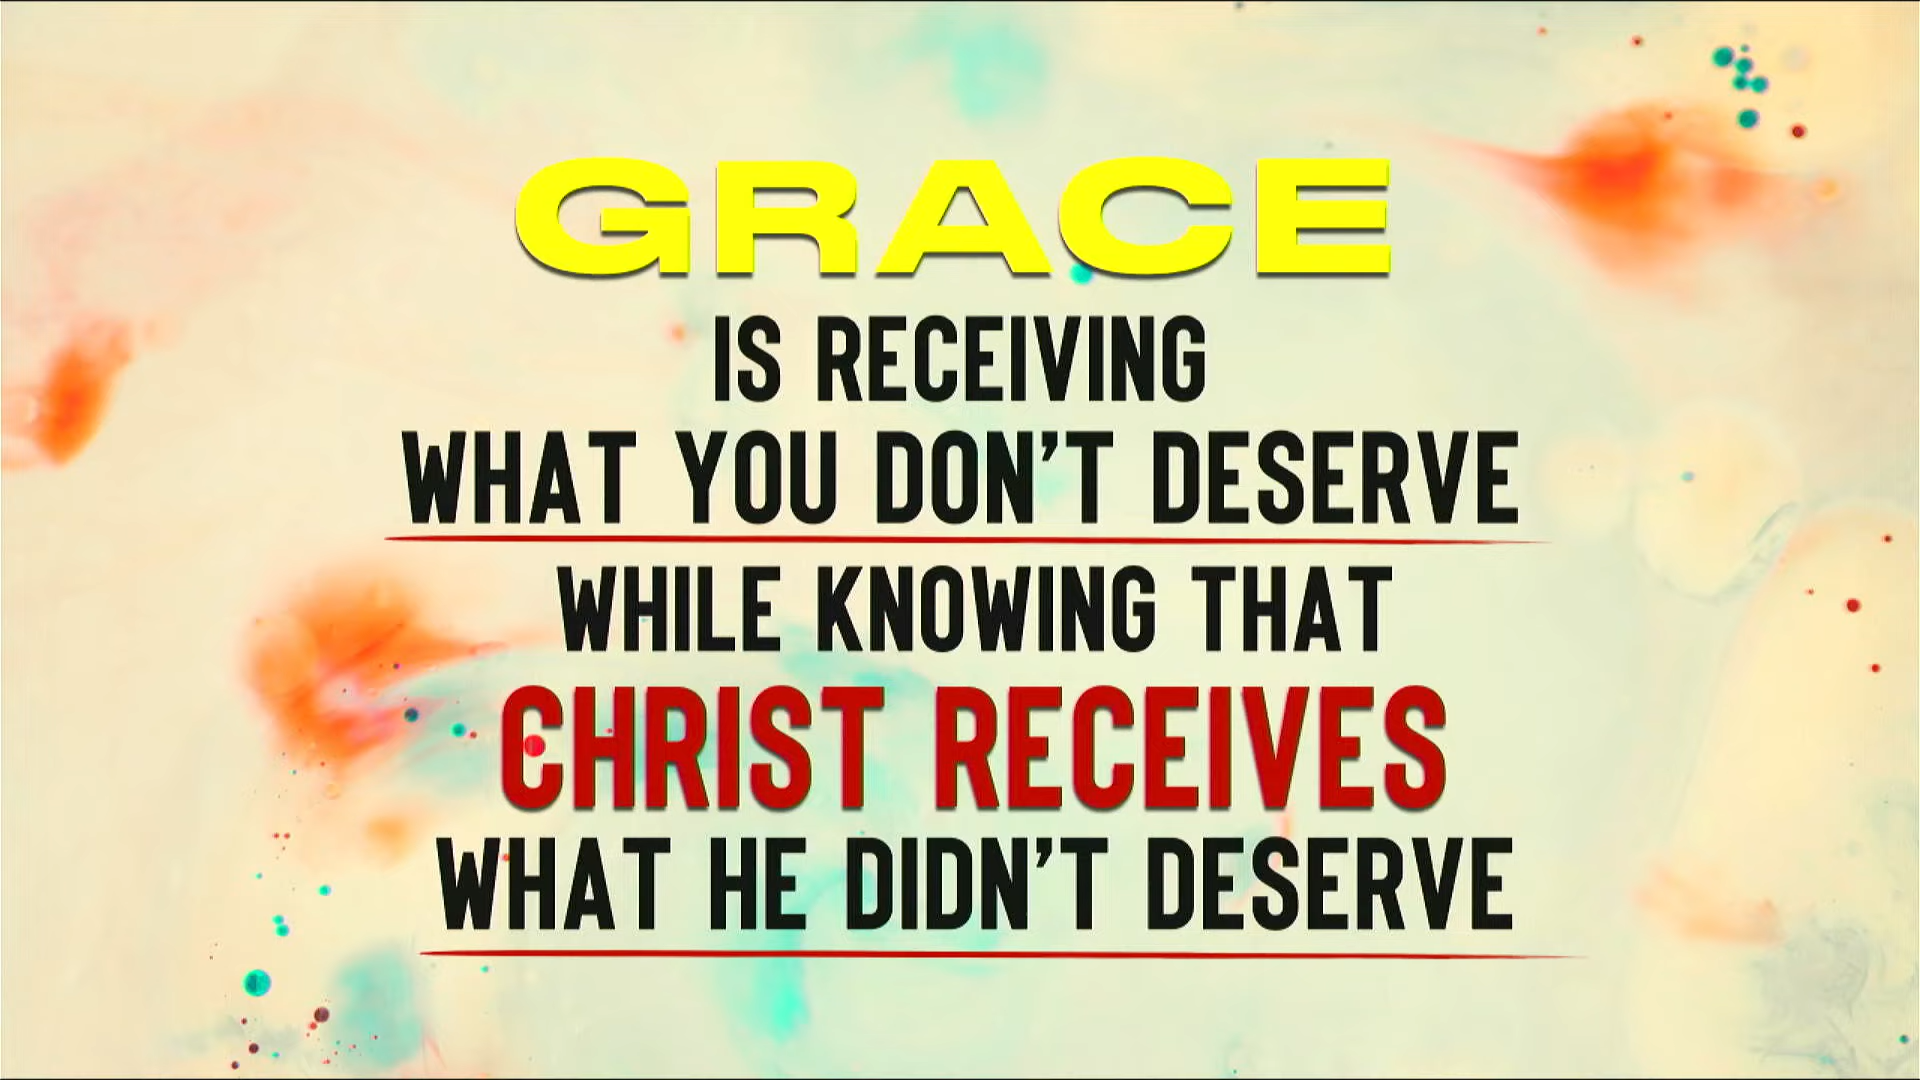 GRACE
IS RECEIVING
WHAT YOU DON'T DESERVE
WHILE KNOWING THAT
CHRIST RECEIVES
WHAT HE DIDN'T DESERVE